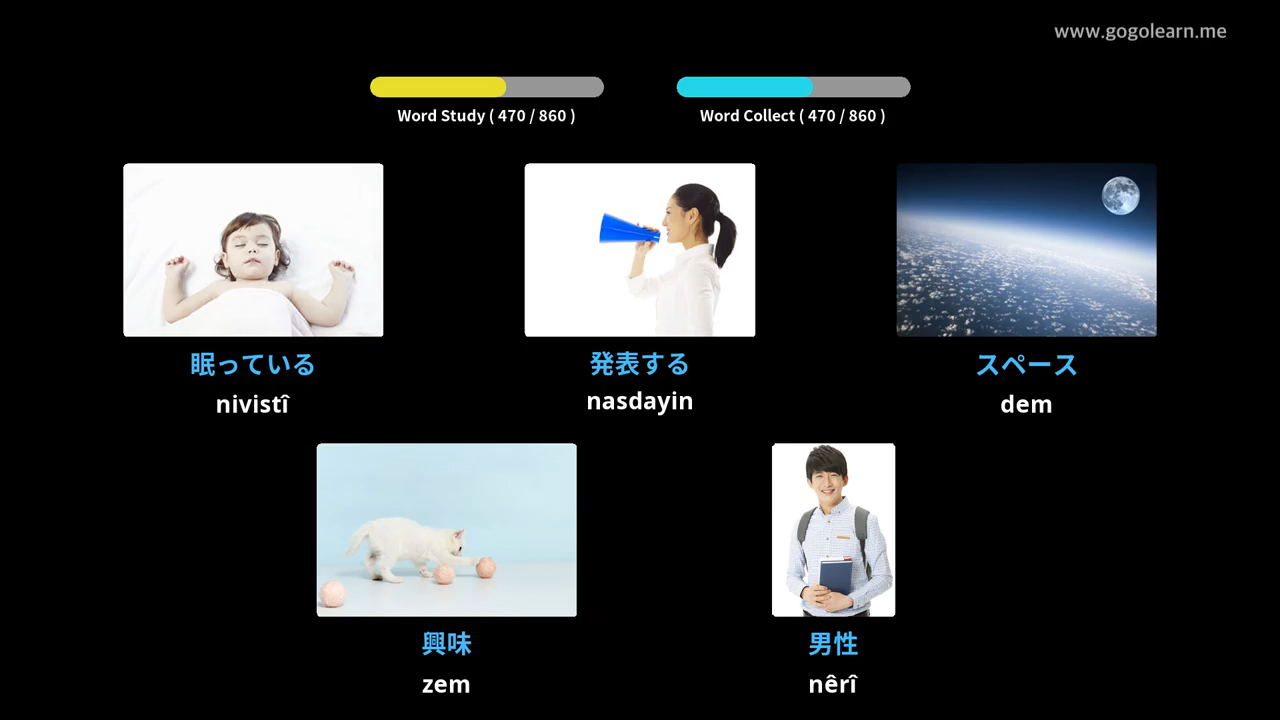 www.gogolearn.me
Word Study ( 470 / 860 )
Word Collect ( 470 / 860 )
眠っている
nivistî
発表する
nasdayin
スペース
dem
興味
zem
男性
nêrî